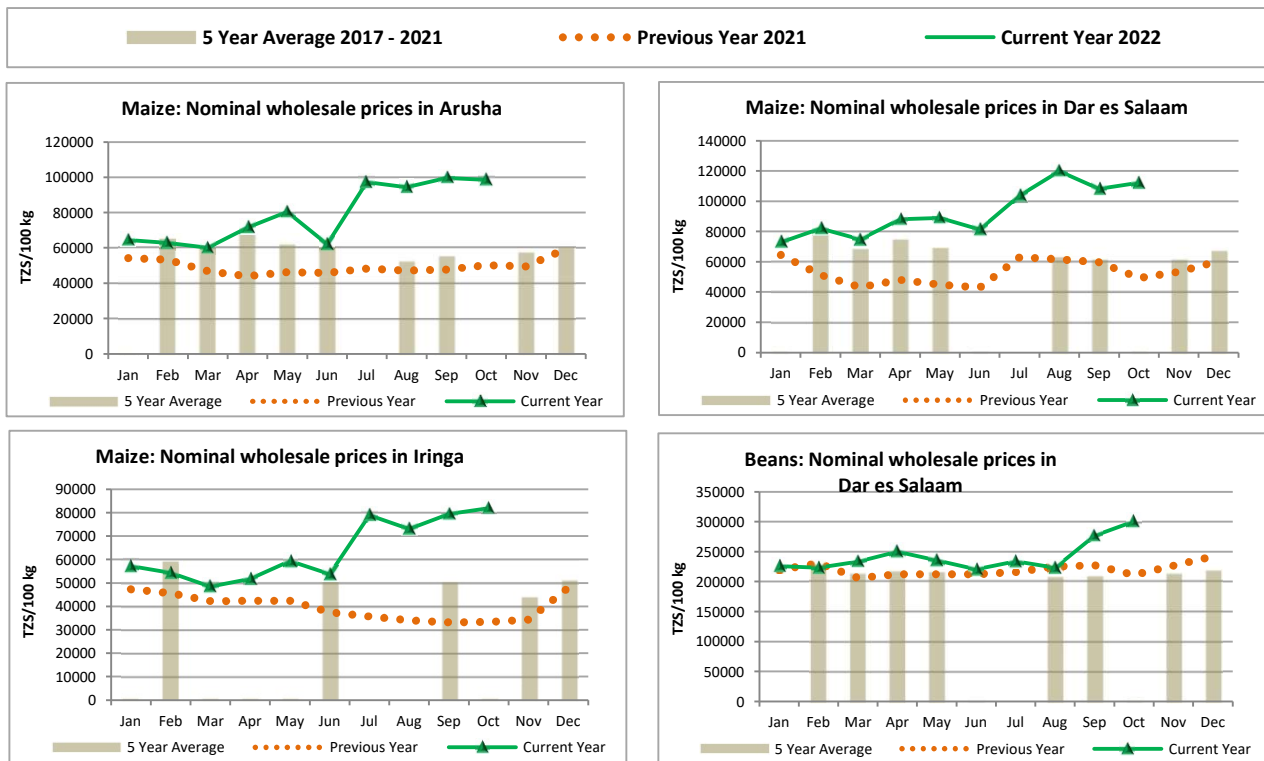 5 Year Average 2017 - 2021 Previous Year 2021 Current Year 2022
Maize: Nominal wholesale prices in Arusha
TZS/100 kg
120000
100000
80000
60000
40000
20000
0
Jan Feb Mar Apr May Jun Jul Aug Sep Oct Nov Dec
5 Year Average Previous Year Current Year
Maize: Nominal wholesale prices in Dar es Salaam
TZS/100 kg
140000
120000
100000
80000
60000
40000
20000
0
Jan Feb Mar Apr May Jun Jul Aug Sep Oct Nov Dec
5 Year Average Previous Year Current Year
Maize: Nominal wholesale prices in Iringa
TZS/100 kg
90000
80000
70000
60000
50000
40000
30000
20000
10000
0
Jan Feb Mar Apr May Jun Jul Aug Sep Oct Nov Dec
5 Year Average Previous Year Current Year
Beans: Nominal wholesale prices in
Dar es Salaam
TZS/100 kg
350000
300000
250000
200000
150000
100000
50000
0
Jan Feb Mar Apr May Jun Jul Aug Sep Oct Nov Dec
5 Year Average Previous Year Current Year